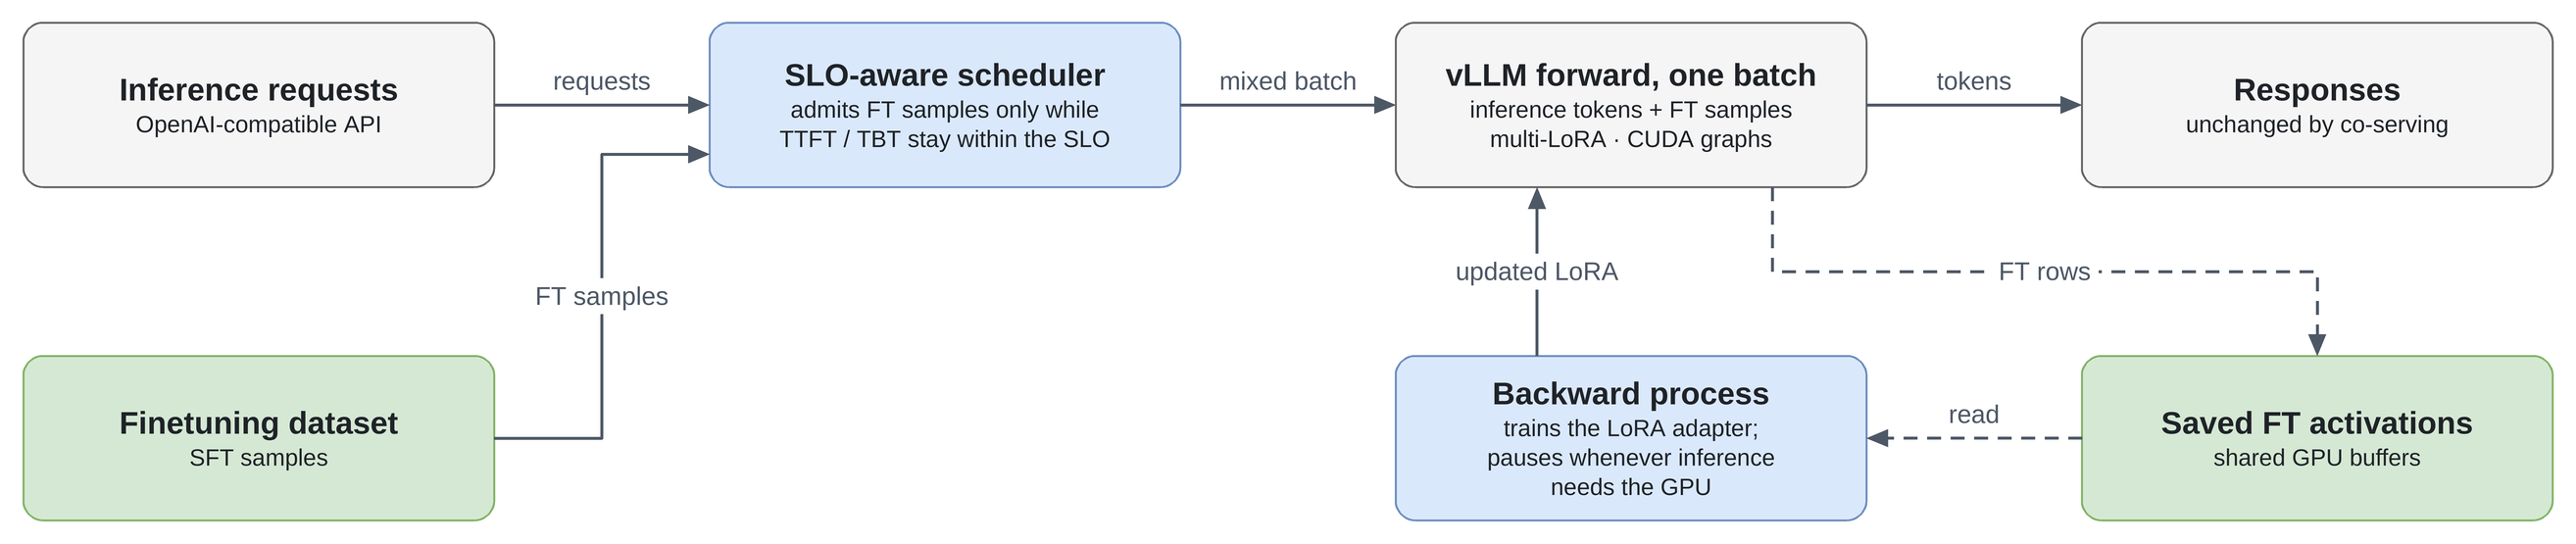 Inference requests
OpenAI-compatible API
requests
SLO-aware scheduler
admits FT samples only while
TTFT / TBT stay within the SLO
mixed batch
vLLM forward, one batch
inference tokens + FT samples
multi-LoRA · CUDA graphs
tokens
Responses
unchanged by co-serving
FT samples
updated LoRA
FT rows
Finetuning dataset
SFT samples
Backward process
trains the LoRA adapter;
pauses whenever inference
needs the GPU
read
Saved FT activations
shared GPU buffers